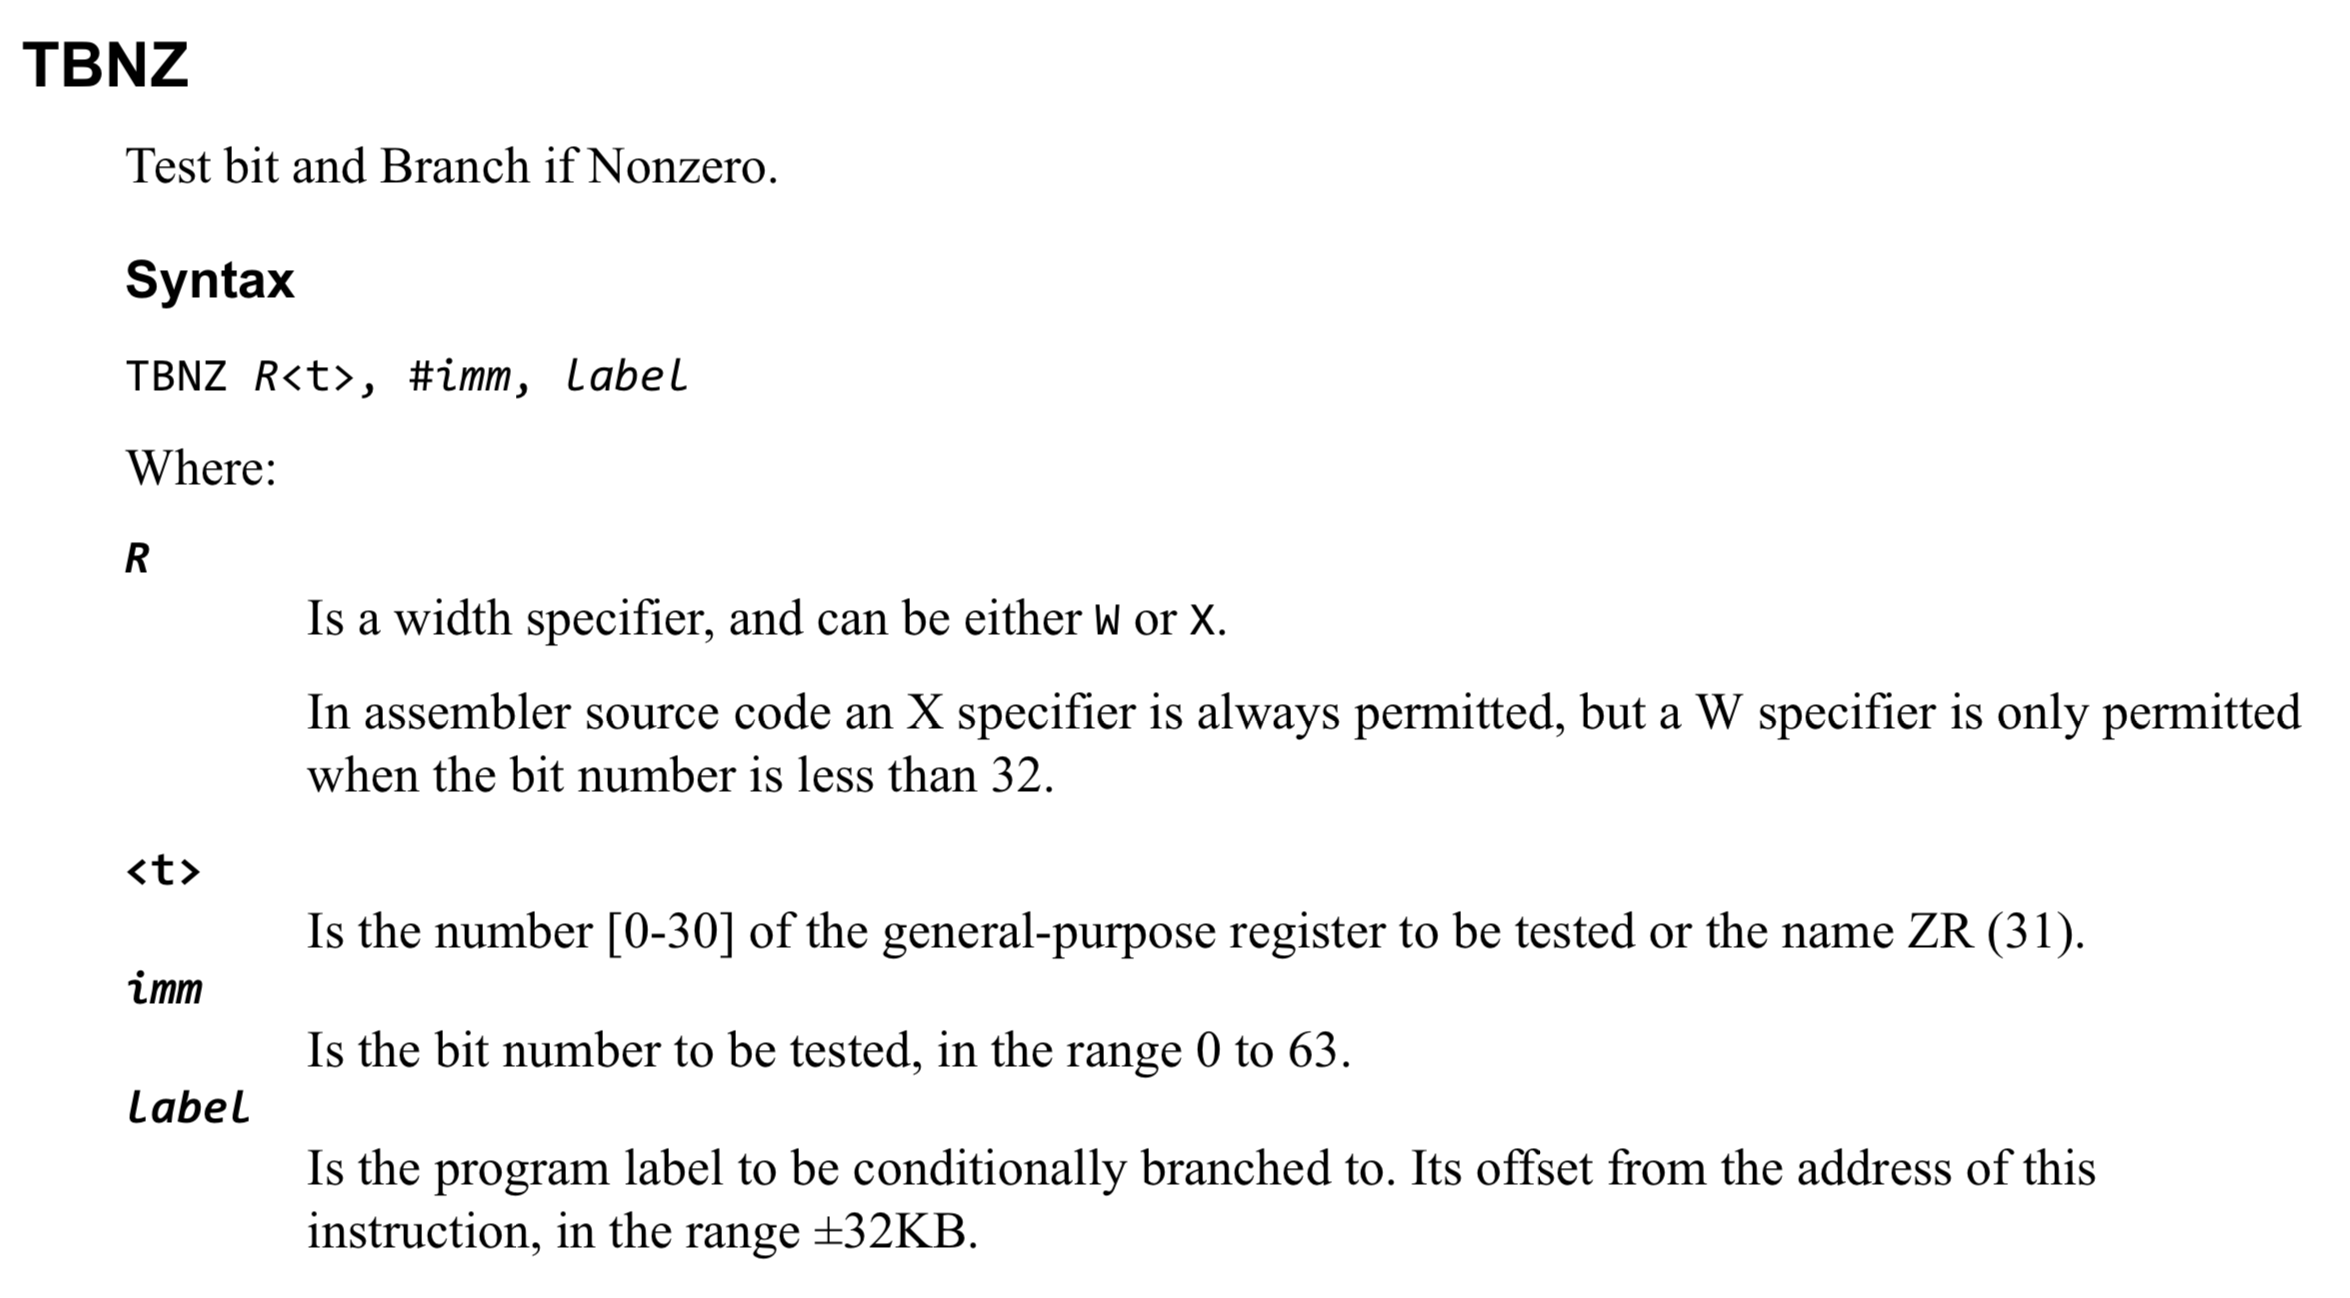 TBNZ
Test bit and Branch if Nonzero.
Syntax
TBNZ R<t>, #imm, label
Where:
R
Is a width specifier, and can be either W or X.
In assembler source code an X specifier is always permitted, but a W specifier is only permitted
when the bit number is less than 32.
<t>
Is the number [0-30] of the general-purpose register to be tested or the name ZR (31).
imm
Is the bit number to be tested, in the range 0 to 63.
label
Is the program label to be conditionally branched to. Its offset from the address of this
instruction, in the range ±32KB.